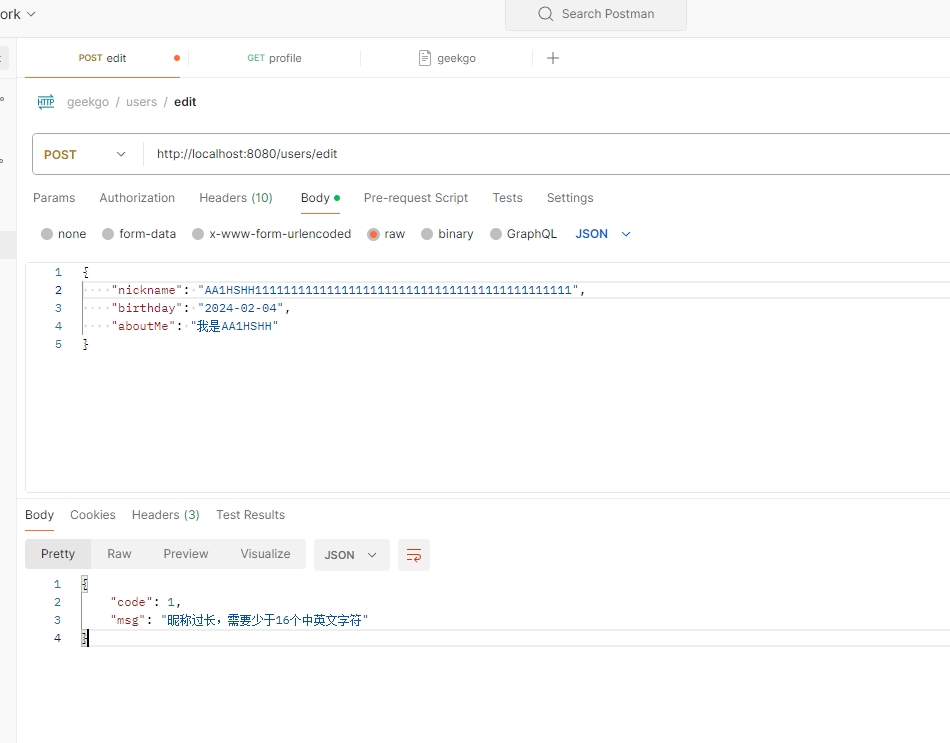 ork
Search Postman
POST edit
GET profile
geekgo
HTTP geekgo / users / edit
POST http://localhost:8080/users/edit
Params Authorization Headers (10) Body Pre-request Script Tests Settings
none form-data x-www-form-urlencoded raw binary GraphQL JSON
1 {
2 "nickname": "AA1HSHH11111111111111111111111111111111111111111111",
3 "birthday": "2024-02-04",
4 "aboutMe": "我是AA1HSHH"
5 }
Body Cookies Headers (3) Test Results
Pretty Raw Preview Visualize JSON
1 {
2 "code": 1,
3 "msg": "昵称过长，需要少于16个中英文字符"
4 }